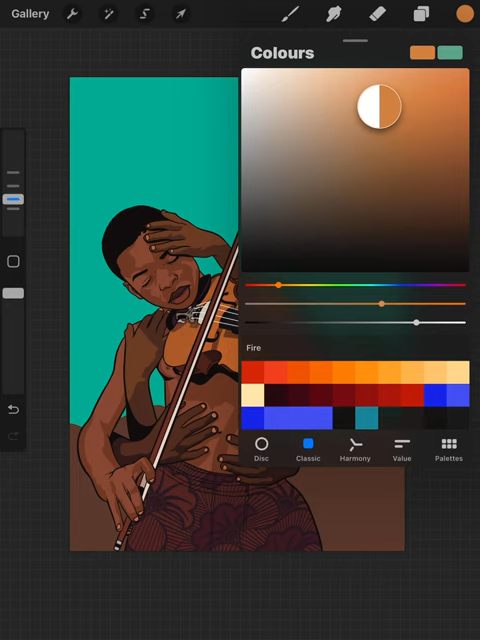 Gallery
Colours
Fire
Disc
Classic
Harmony
Value
Palettes